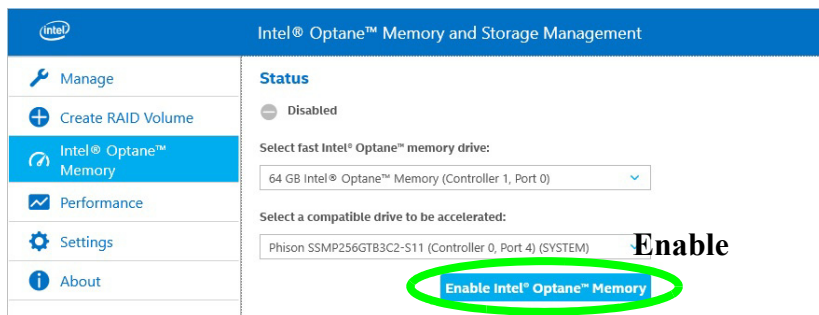 intel
Intel® Optane™ Memory and Storage Management
Manage
Create RAID Volume
Intel® Optane™
Memory
Performance
Settings
About
Status
Disabled
Select fast Intel® Optane™ memory drive:
64 GB Intel® Optane™ Memory (Controller 1, Port 0)
Select a compatible drive to be accelerated:
Phison SSMP256GTB3C2-S11 (Controller 0, Port 4) (SYSTEM)
Enable
Enable Intel® Optane™ Memory